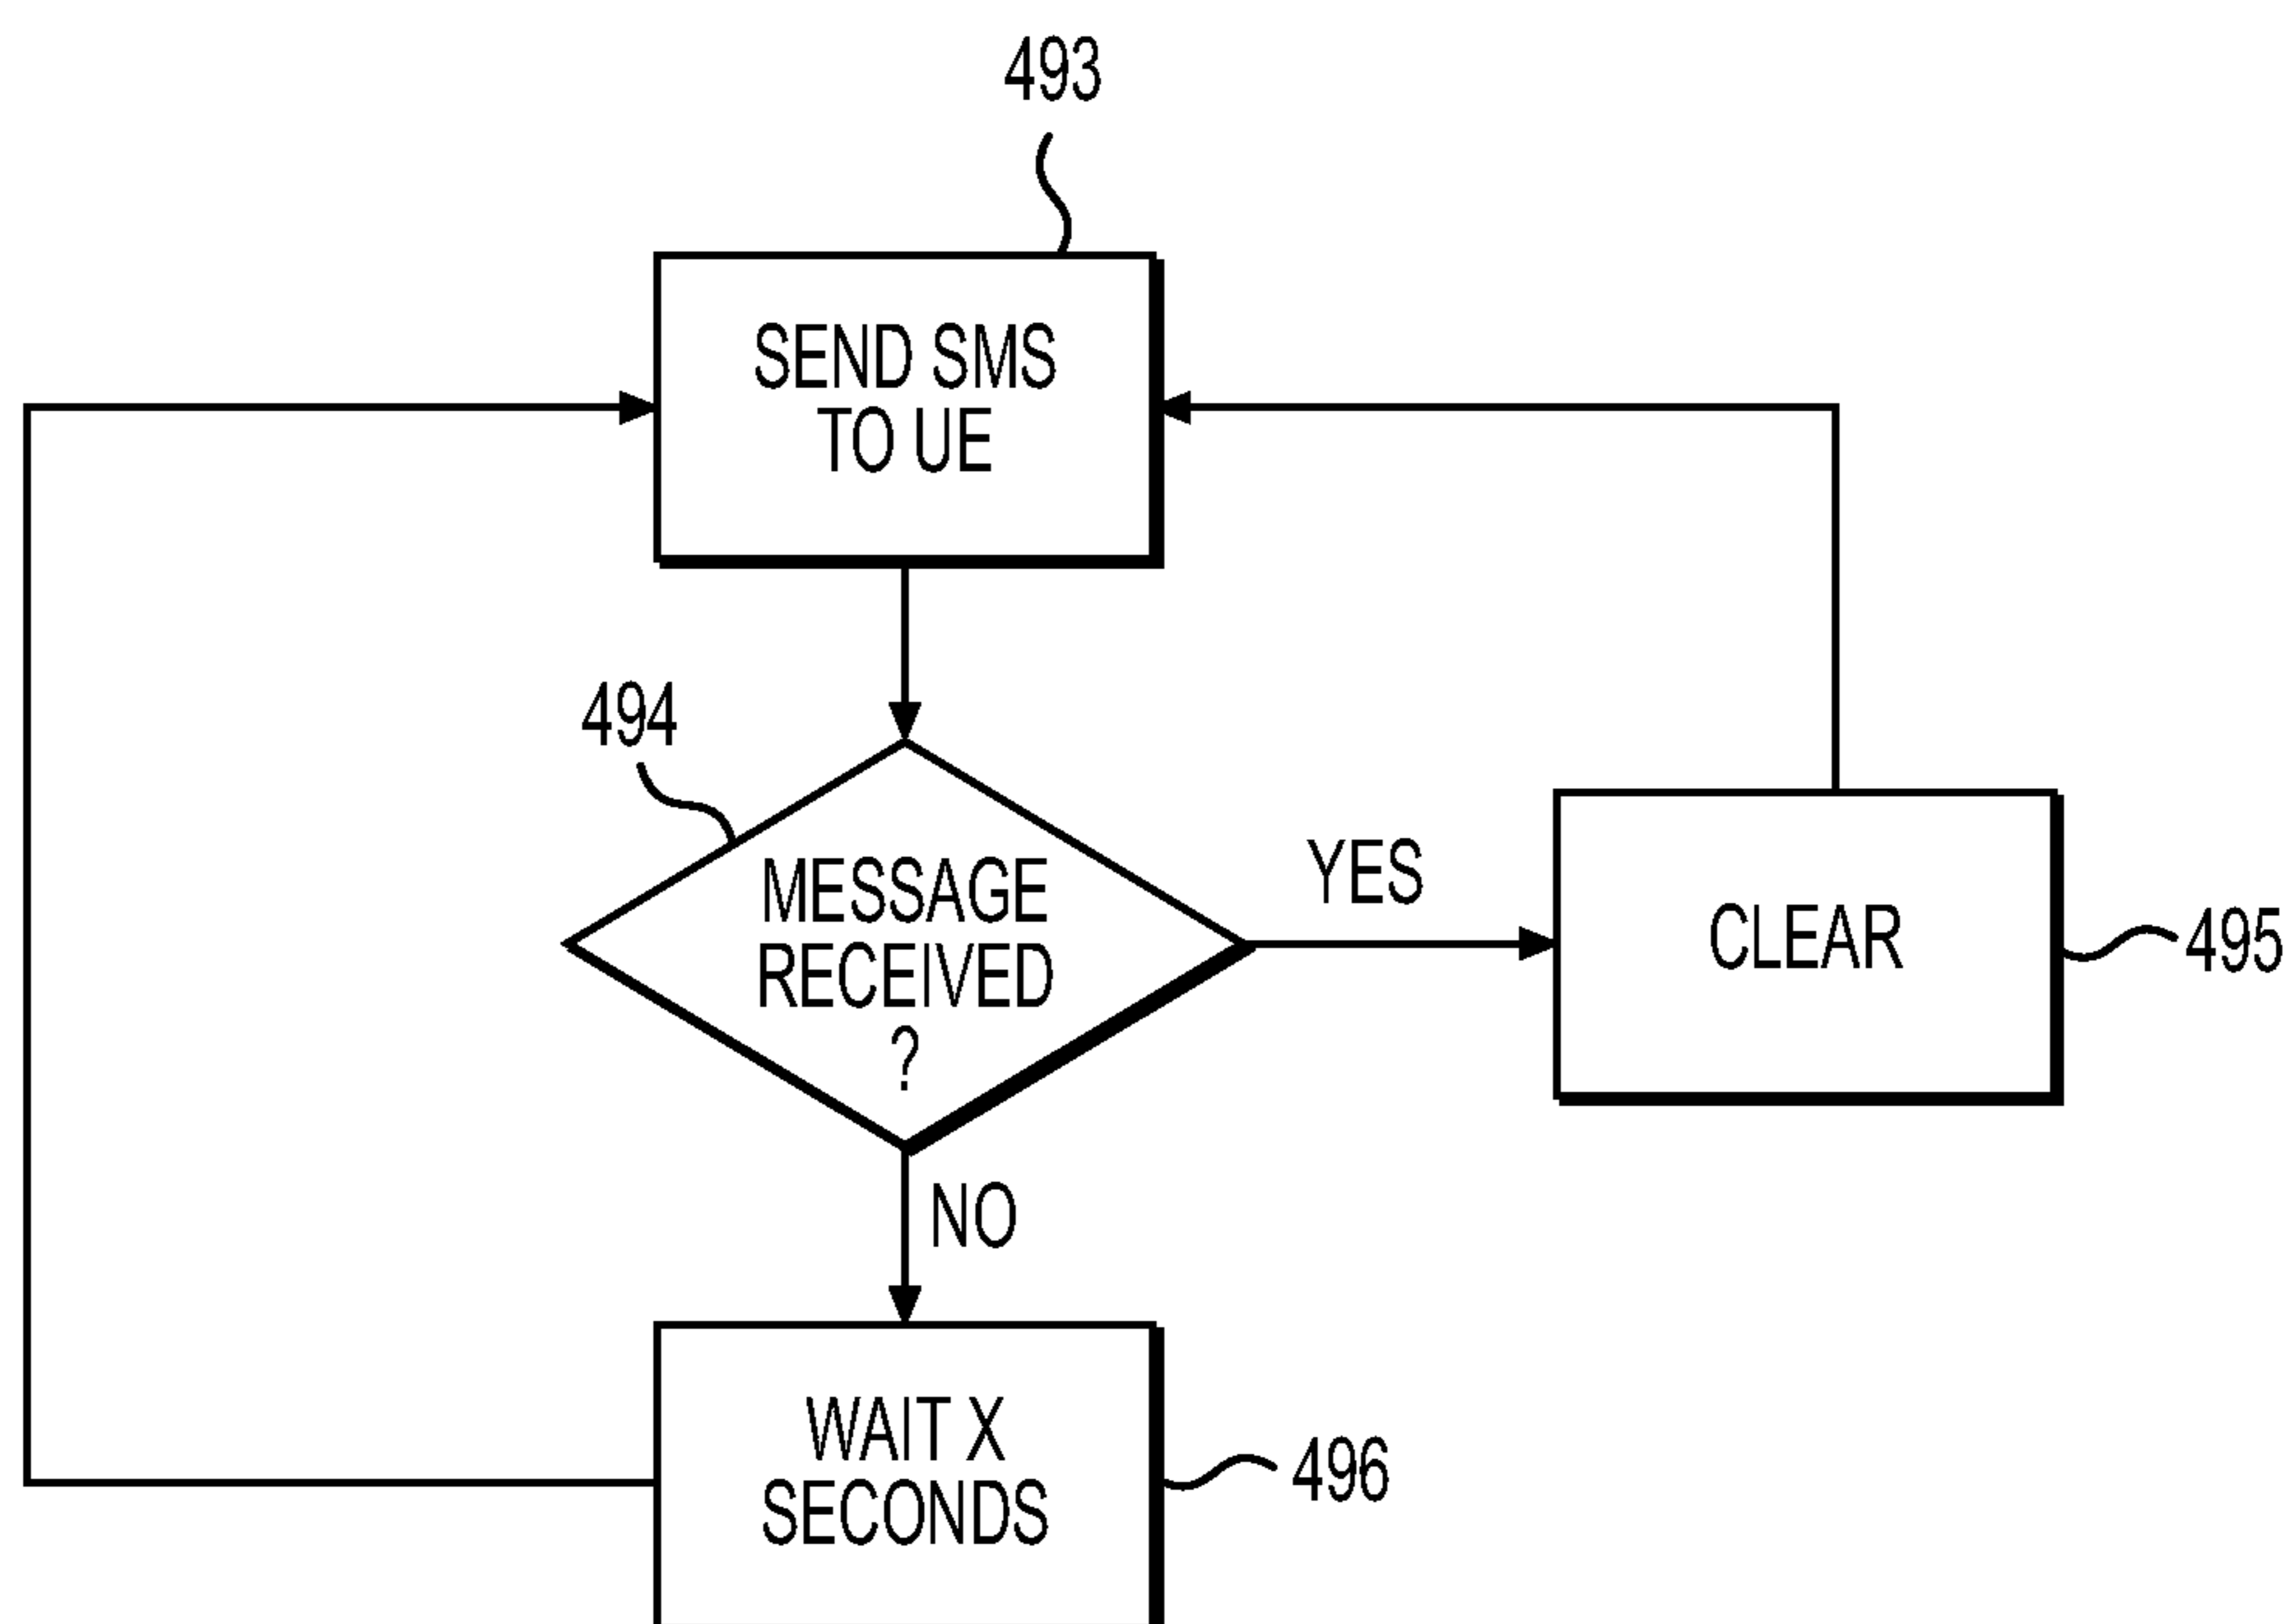 493
SEND SMS
TO UE
494
MESSAGE
RECEIVED
?
YES
CLEAR
495
NO
WAIT X
SECONDS
496